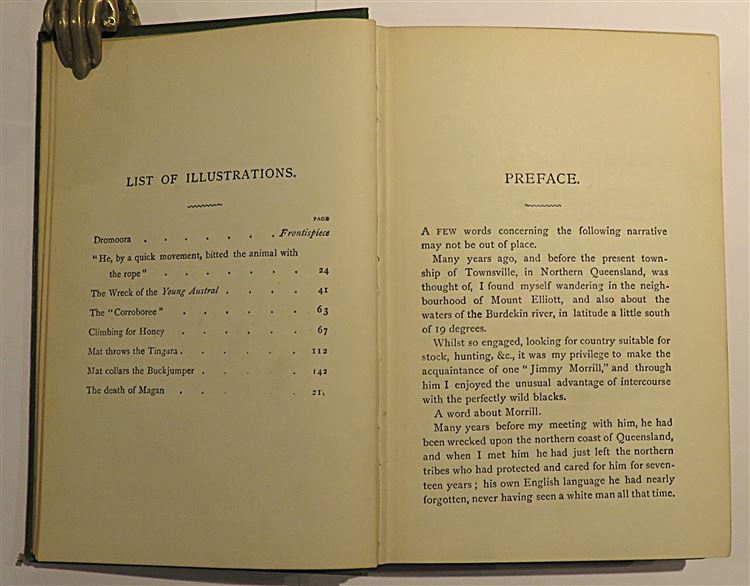 LIST OF ILLUSTRATIONS.
PAGE
Dromoora . . . . . . . Frontispiece
"He, by a quick movement, bitted the animal with
the rope" . . . . . . . 24
The Wreck of the Young Austral . . . . 41
The "Corroboree" . . . . . . 63
Climbing for Honey . . . . . . 67
Mat throws the Tingura . . . . . . 112
Mat collars the Buckjumper . . . . . 142
The death of Magan . . . . . .
PREFACE.
A FEW words concerning the following narrative
may not be out of place.
Many years ago, and before the present town-
ship of Townsville, in Northern Queensland, was
thought of, I found myself wandering in the neigh-
bourhood of Mount Elliott, and also about the
waters of the Burdekin river, in latitude a little south
of 19 degrees.
Whilst so engaged, looking for country suitable for
stock, hunting, &c., it was my privilege to make the
acquaintance of one "Jimmy Morrill," and through
him I enjoyed the unusual advantage of intercourse
with the perfectly wild blacks.
A word about Morrill.
Many years before my meeting with him, he had
been wrecked upon the northern coast of Queensland,
and when I met him he had just left the northern
tribes who had protected and cared for him for seven-
teen years ; his own English language he had nearly
forgotten, never having seen a white man all that time.